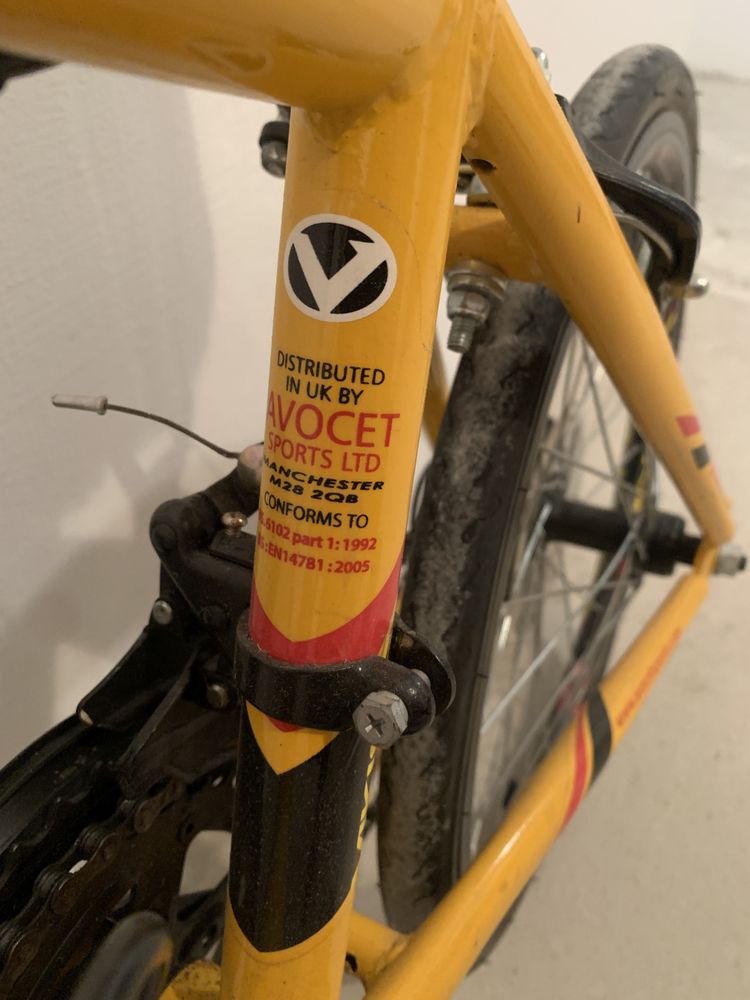 V
DISTRIBUTED
IN UK BY
AVOCET
SPORTS LTD
MANCHESTER
M28 2QB
CONFORMS TO
6102 part 1: 1992
:EN14781 : 2005